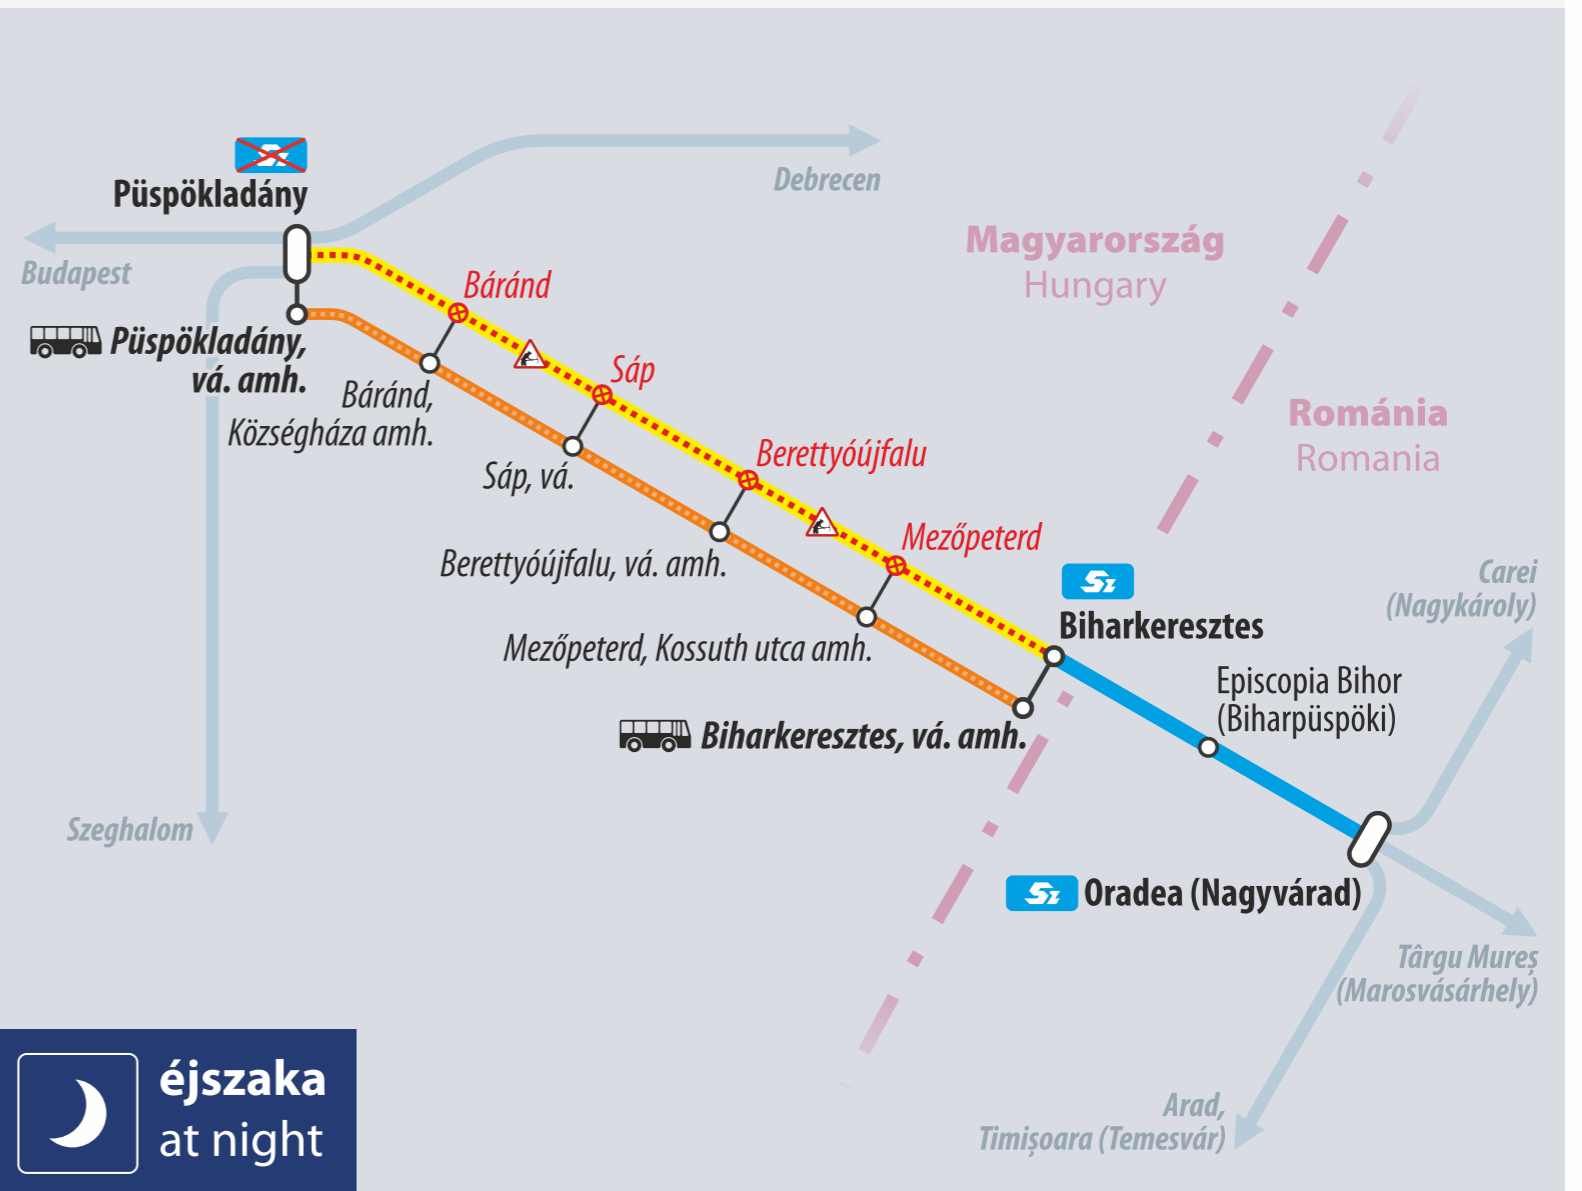 Püspökladány
Debrecen
Budapest
Magyarország
Hungary
Báránd
Püspökladány,
vá. amh.
Sáp
Báránd,
Községháza amh.
Románia
Romania
Berettyóújfalu
Sáp, vá.
Mezőpeterd
Berettyóújfalu, vá. amh.
Carei
(Nagykároly)
Biharkeresztes
Mezőpeterd, Kossuth utca amh.
Episcopia Bihor
(Biharpüspöki)
Biharkeresztes, vá. amh.
Szeghalom
Oradea (Nagyvárad)
Târgu Mureș
(Marosvásárhely)
Arad,
Timișoara (Temesvár)
éjszaka
at night